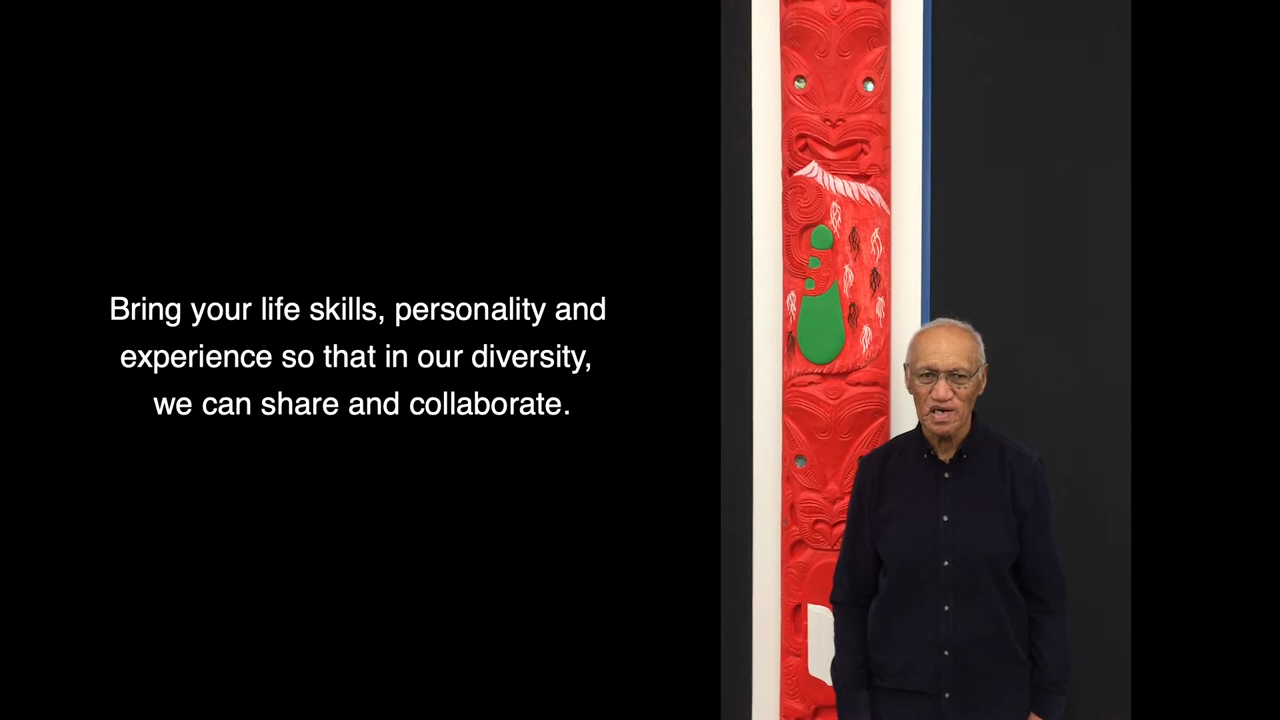 Bring your life skills, personality and
experience so that in our diversity,
we can share and collaborate.